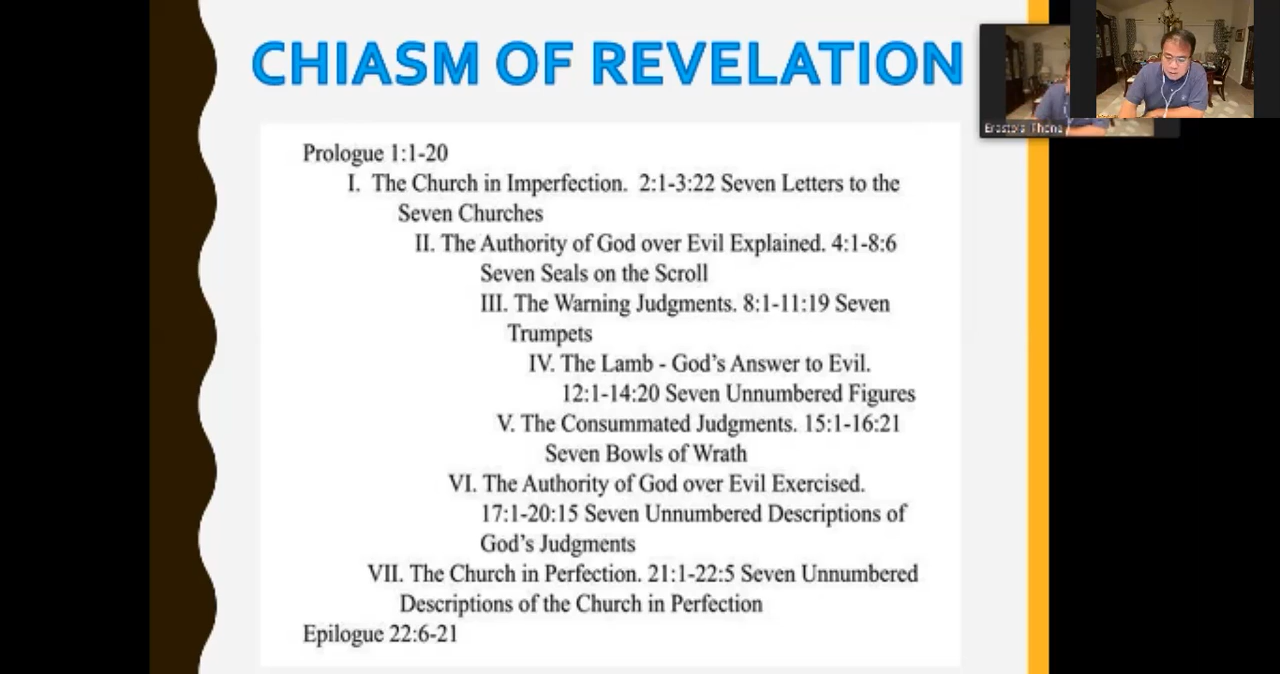 CHIASM OF REVELATION
Prologue 1:1-20
I. The Church in Imperfection. 2:1-3:22 Seven Letters to the
Seven Churches
II. The Authority of God over Evil Explained. 4:1-8:6
Seven Seals on the Scroll
III. The Warning Judgments. 8:1-11:19 Seven
Trumpets
IV. The Lamb - God's Answer to Evil.
12:1-14:20 Seven Unnumbered Figures
V. The Consummated Judgments. 15:1-16:21
Seven Bowls of Wrath
VI. The Authority of God over Evil Exercised.
17:1-20:15 Seven Unnumbered Descriptions of
God's Judgments
VII. The Church in Perfection. 21:1-22:5 Seven Unnumbered
Descriptions of the Church in Perfection
Epilogue 22:6-21